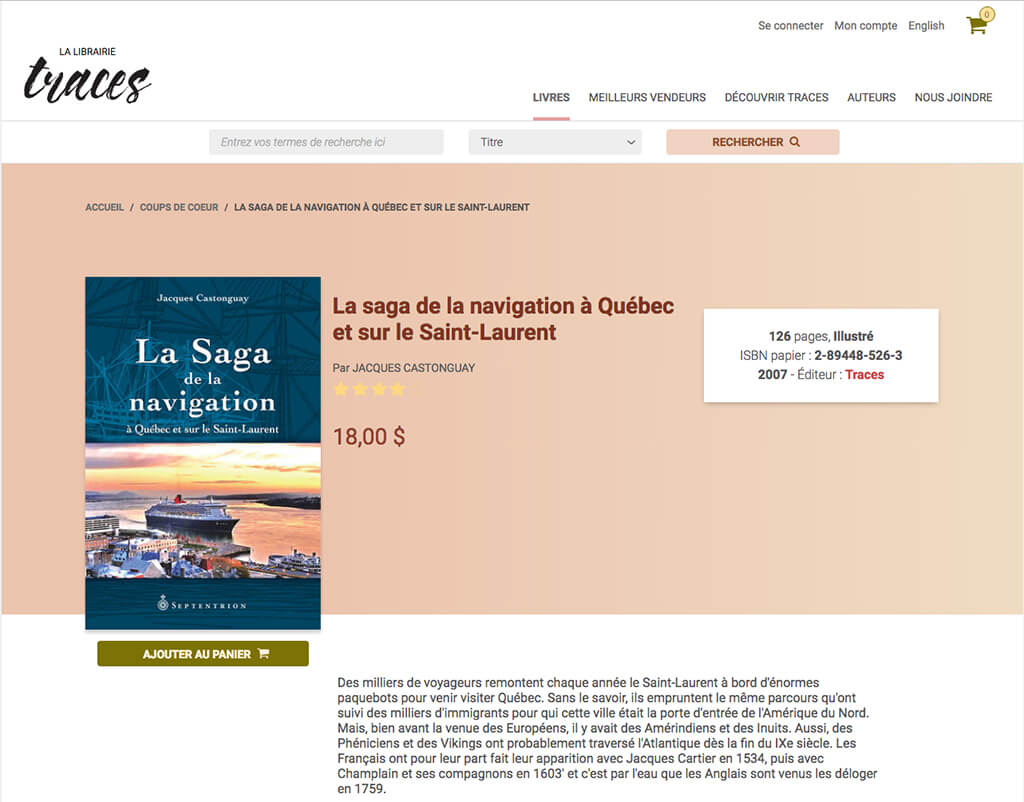 Se connecter Mon compte English 0
LA LIBRAIRIE
traces
LIVRES MEILLEURS VENDEURS DÉCOUVRIR TRACES AUTEURS NOUS JOINDRE
Entrez vos termes de recherche ici Titre RECHERCHER
ACCUEIL / COUPS DE COEUR / LA SAGA DE LA NAVIGATION À QUÉBEC ET SUR LE SAINT-LAURENT
Jacques Castonguay
La Saga
de la
navigation
à Québec et sur le Saint-Laurent
SEPTENTRION
La saga de la navigation à Québec
et sur le Saint-Laurent
Par JACQUES CASTONGUAY
18,00 $
126 pages, Illustré
ISBN papier : 2-89448-526-3
2007 - Éditeur : Traces
AJOUTER AU PANIER
Des milliers de voyageurs remontent chaque année le Saint-Laurent à bord d'énormes
paquebots pour venir visiter Québec. Sans le savoir, ils empruntent le même parcours qu'ont
suivi des milliers d'immigrants pour qui cette ville était la porte d'entrée de l'Amérique du Nord.
Mais, bien avant la venue des Européens, il y avait des Amérindiens et des Inuits. Aussi, des
Phéniciens et des Vikings ont probablement traversé l'Atlantique dès la fin du IXe siècle. Les
Français ont pour leur part fait leur apparition avec Jacques Cartier en 1534, puis avec
Champlain et ses compagnons en 1603' et c'est par l'eau que les Anglais sont venus les déloger
en 1759.